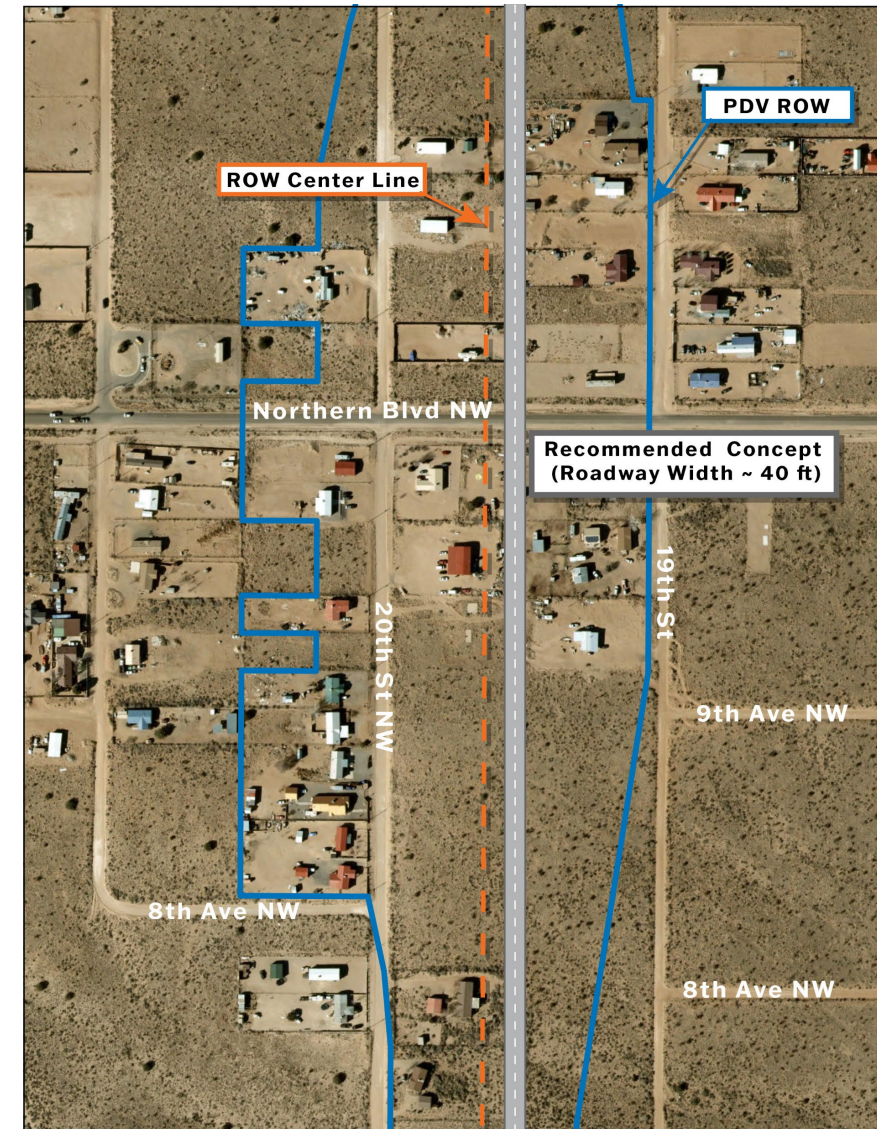 PDV ROW
ROW Center Line
Northern Blvd NW
Recommended Concept
(Roadway Width ~ 40 ft)
19th St
20th St NW
9th Ave NW
8th Ave NW
8th Ave NW